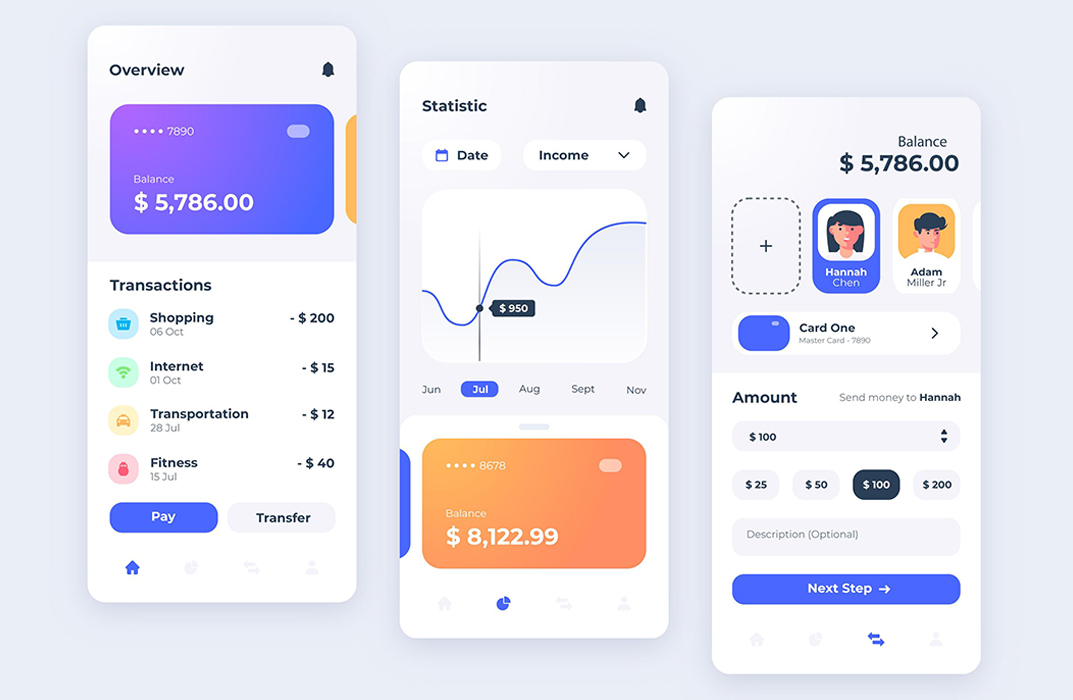 Overview
•••• 7890
Balance
$ 5,786.00
Transactions
Shopping
- $ 200
06 Oct
Internet
- $ 15
01 Oct
Transportation
- $ 12
28 Jul
Fitness
- $ 40
15 Jul
Pay
Transfer
Statistic
Date
Income
$ 950
Jun
Jul
Aug
Sept
Nov
•••• 8678
Balance
$ 8,122.99
Balance
$ 5,786.00
+
Hannah
Chen
Adam
Miller Jr
Card One
Master Card - 7890
Amount
Send money to Hannah
$ 100
$ 25
$ 50
$ 100
$ 200
Description (Optional)
Next Step →